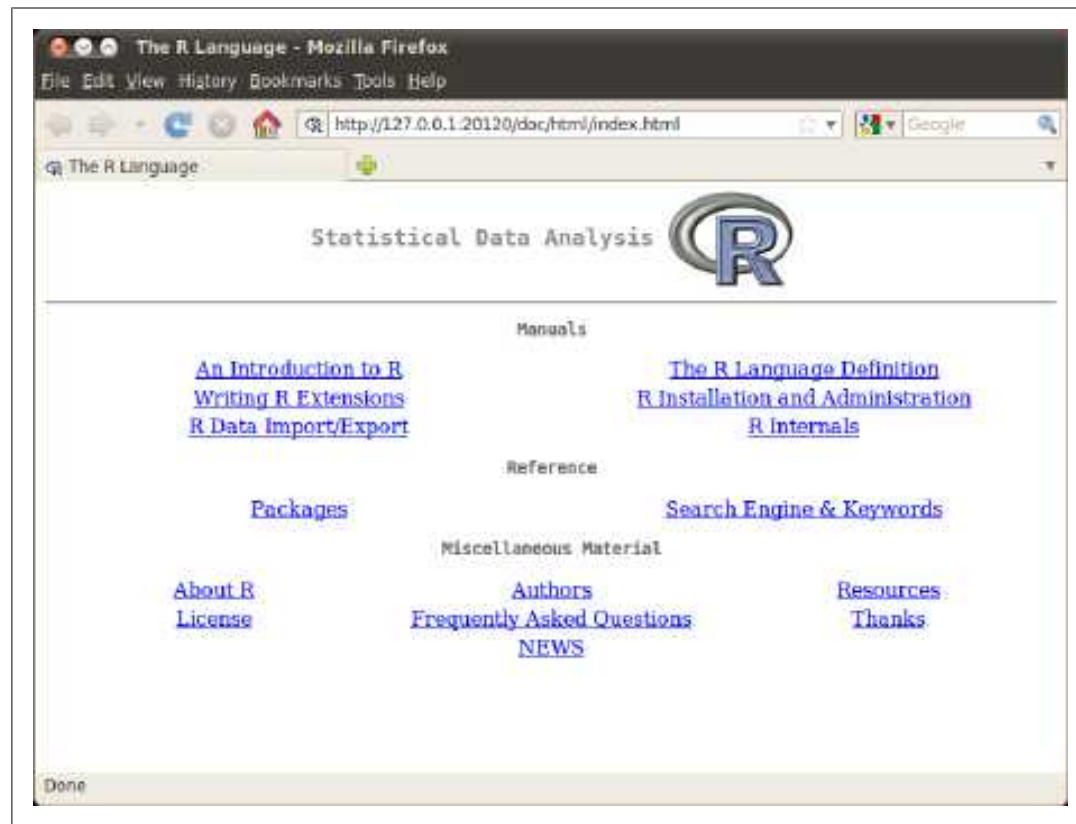 The R Language - Mozilla Firefox
File Edit View History Bookmarks Tools Help
http://127.0.0.1:20120/doc/html/index.html Google
The R Language
Statistical Data Analysis R
Manuals
An Introduction to R The R Language Definition
Writing R Extensions R Installation and Administration
R Data Import/Export R Internals
Reference
Packages Search Engine & Keywords
Miscellaneous Material
About R Authors Resources
License Frequently Asked Questions Thanks
NEWS
Done